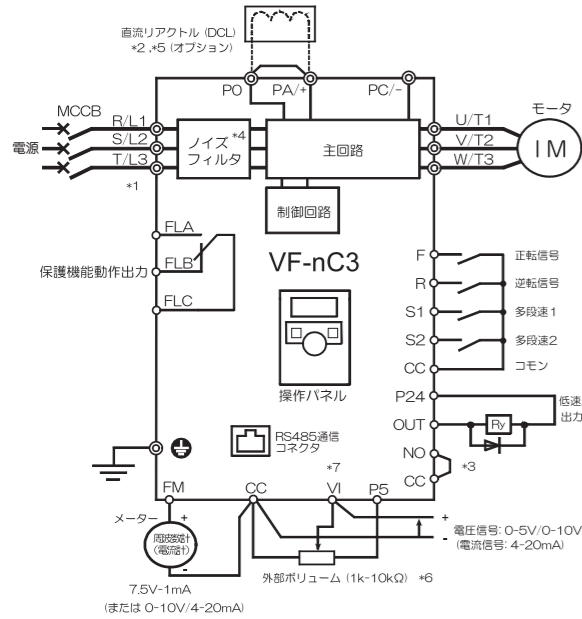 直流リアクトル (DCL)
*2 ,*5 (オプション)
PO PA/+ PC/-
MCCB
電源
R/L1
S/L2
T/L3
*1
ノイズ *4
フィルタ
主回路
制御回路
U/T1
V/T2
W/T3
モータ
IM
FLA
FLB
FLC
保護機能動作出力
VF-nC3
操作パネル
RS485通信
コネクタ
F 正転信号
R 逆転信号
S1 多段速1
S2 多段速2
CC コモン
P24
OUT
Ry
低速
出力
NO
CC
*3
*7
FM CC VI P5
メーター
+
周波数計
(電流計)
-
7.5V-1mA
(または 0-10V/4-20mA)
外部ボリューム (1k-10kΩ) *6
+
-
電圧信号: 0-5V/0-10V
(電流信号: 4-20mA)